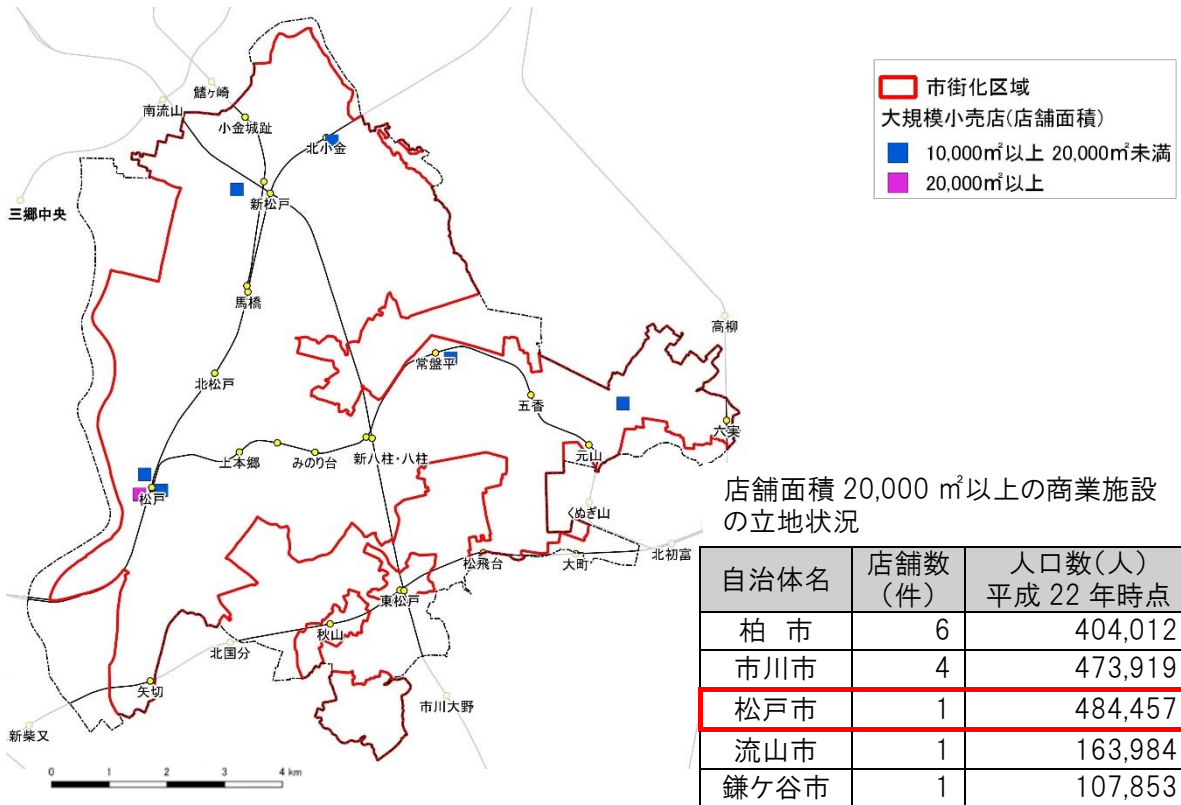 鰭ヶ崎
南流山
小金城趾
北小金
三郷中央
新松戸
馬橋
高柳
常盤平
北松戸
五香
六実
上本郷
みのり台
新八柱・八柱
元山
松戸
くぬぎ山
北初富
松飛台
大町
東松戸
秋山
北国分
矢切
市川大野
新柴又
0 1 2 3 4 km
市街化区域
大規模小売店(店舗面積)
10,000㎡以上 20,000㎡未満
20,000㎡以上
店舗面積 20,000 ㎡以上の商業施設
の立地状況
自治体名 店舗数(件) 人口数(人)平成 22 年時点
柏 市 6 404,012
市川市 4 473,919
松戸市 1 484,457
流山市 1 163,984
鎌ケ谷市 1 107,853